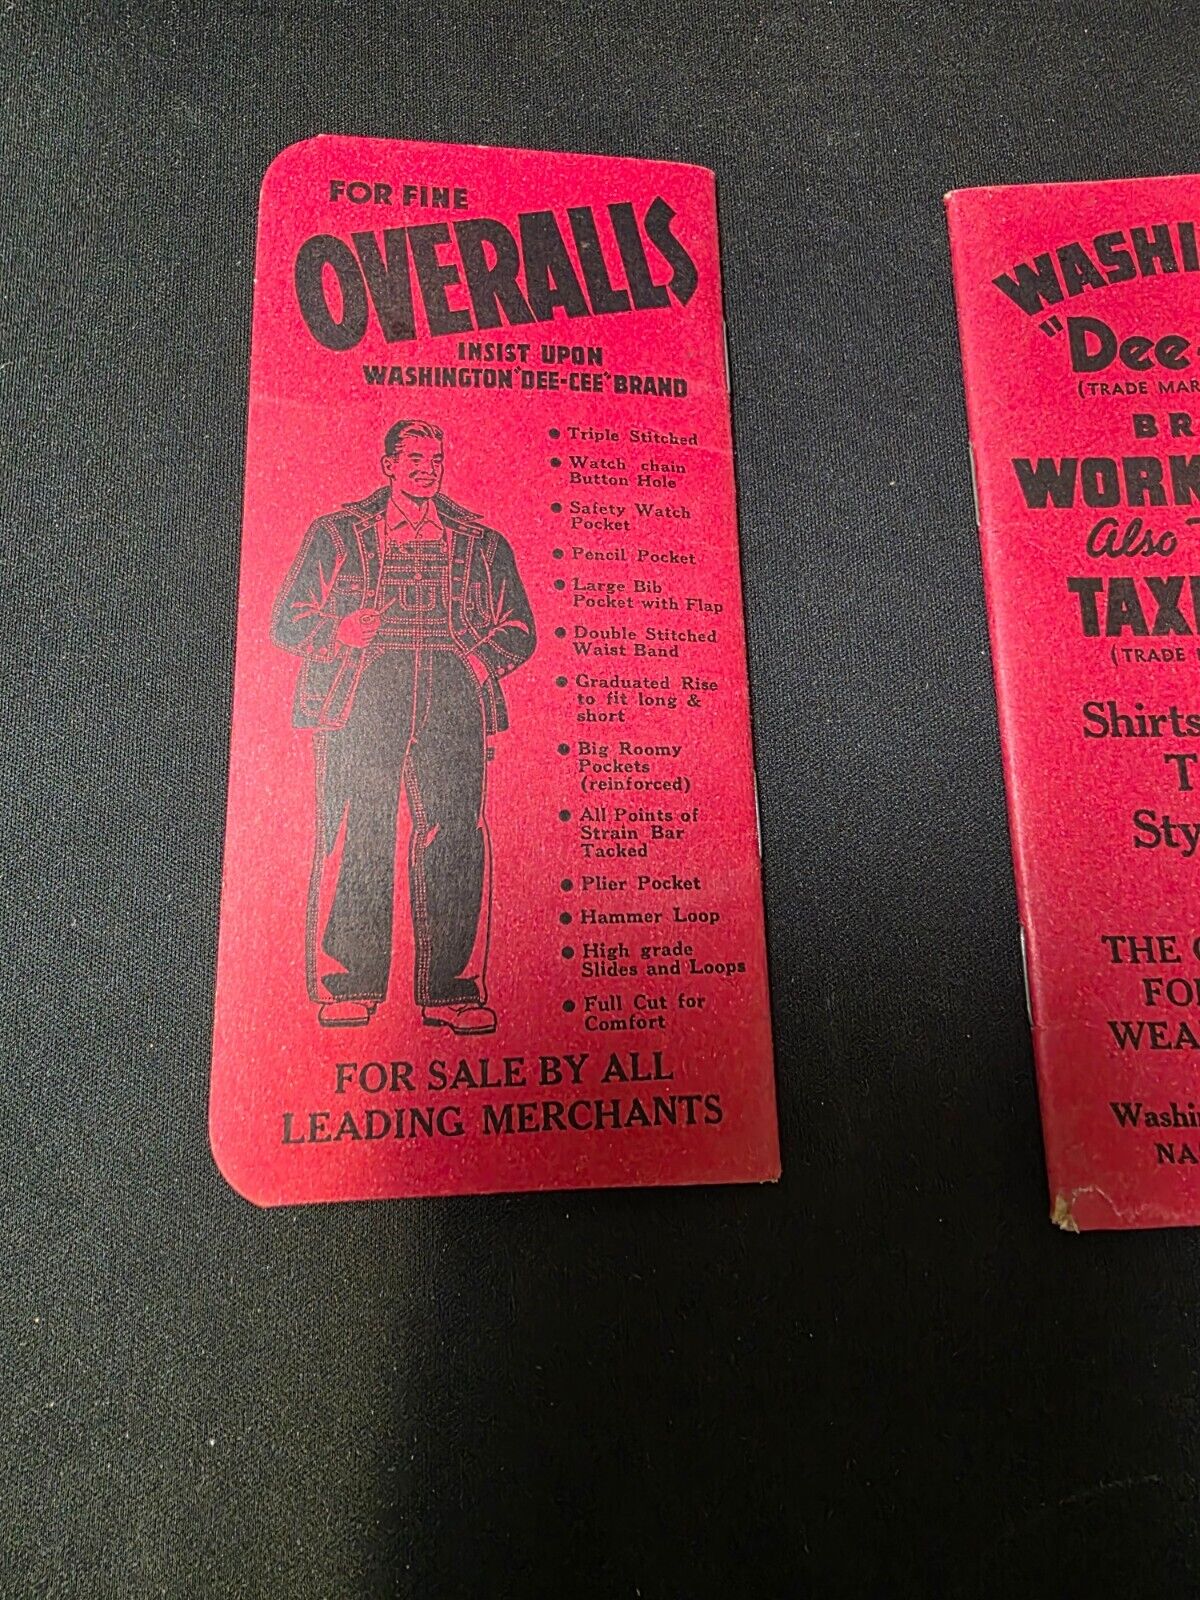 FOR FINE
OVERALLS
INSIST UPON
WASHINGTON "DEE-CEE" BRAND
• Triple Stitched
• Watch chain
Button Hole
• Safety Watch
Pocket
• Pencil Pocket
• Large Bib
Pocket with Flap
• Double Stitched
Waist Band
• Graduated Rise
to fit long &
short
• Big Roomy
Pockets
(reinforced)
• All Points of
Strain Bar
Tacked
• Plier Pocket
• Hammer Loop
• High grade
Slides and Loops
• Full Cut for
Comfort
FOR SALE BY ALL
LEADING MERCHANTS
WASHI
"Dee
(TRADE MAR
BR
WORK
Also
TAX
(TRADE
Shirts
T
Sty
THE
FO
WEA
Washi
NA